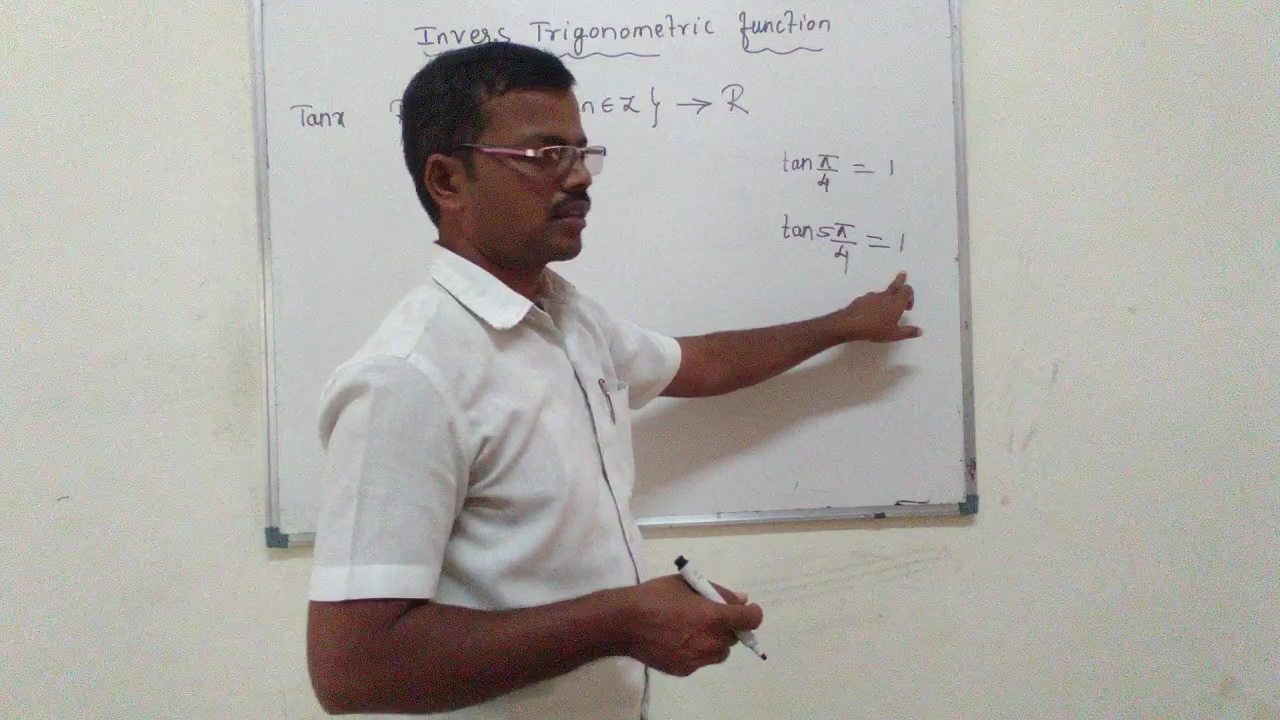 Invers Trigonometric function
Tanx n ∈ Z } → R
tan π/4 = 1
tan 5π/4 = 1